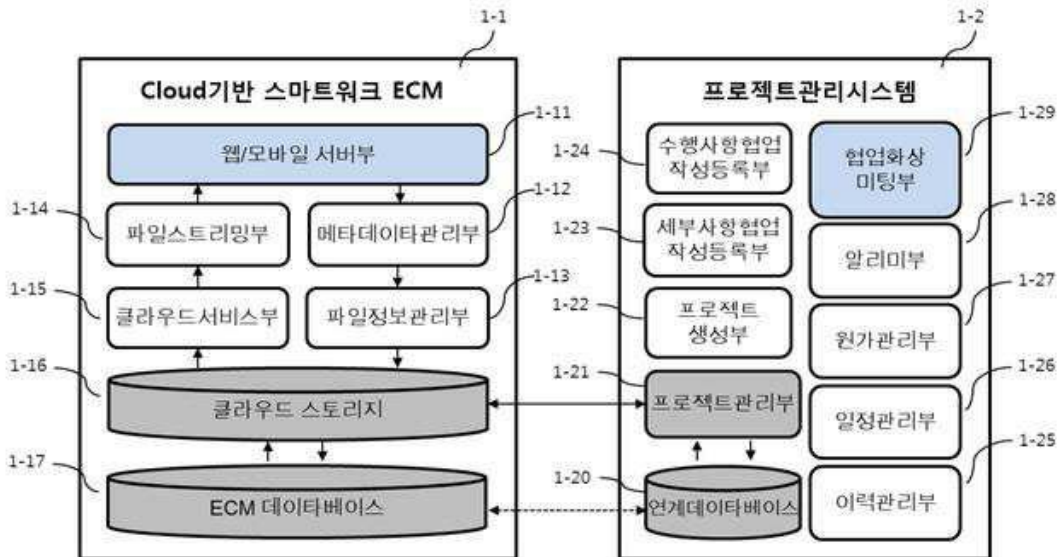 1-1
Cloud기반 스마트워크 ECM
1-11
웹/모바일 서버부
1-12
1-14
파일스트리밍부
메타데이타관리부
1-13
1-15
클라우드서비스부
파일정보관리부
1-16
클라우드 스토리지
1-17
ECM 데이타베이스
1-2
프로젝트관리시스템
1-29
1-24
수행사항협업
작성등록부
협업화상
미팅부
1-28
1-23
세부사항협업
작성등록부
알리미부
1-27
1-22
프로젝트
생성부
원가관리부
1-26
1-21
프로젝트관리부
일정관리부
1-25
1-20
연계데이타베이스
이력관리부